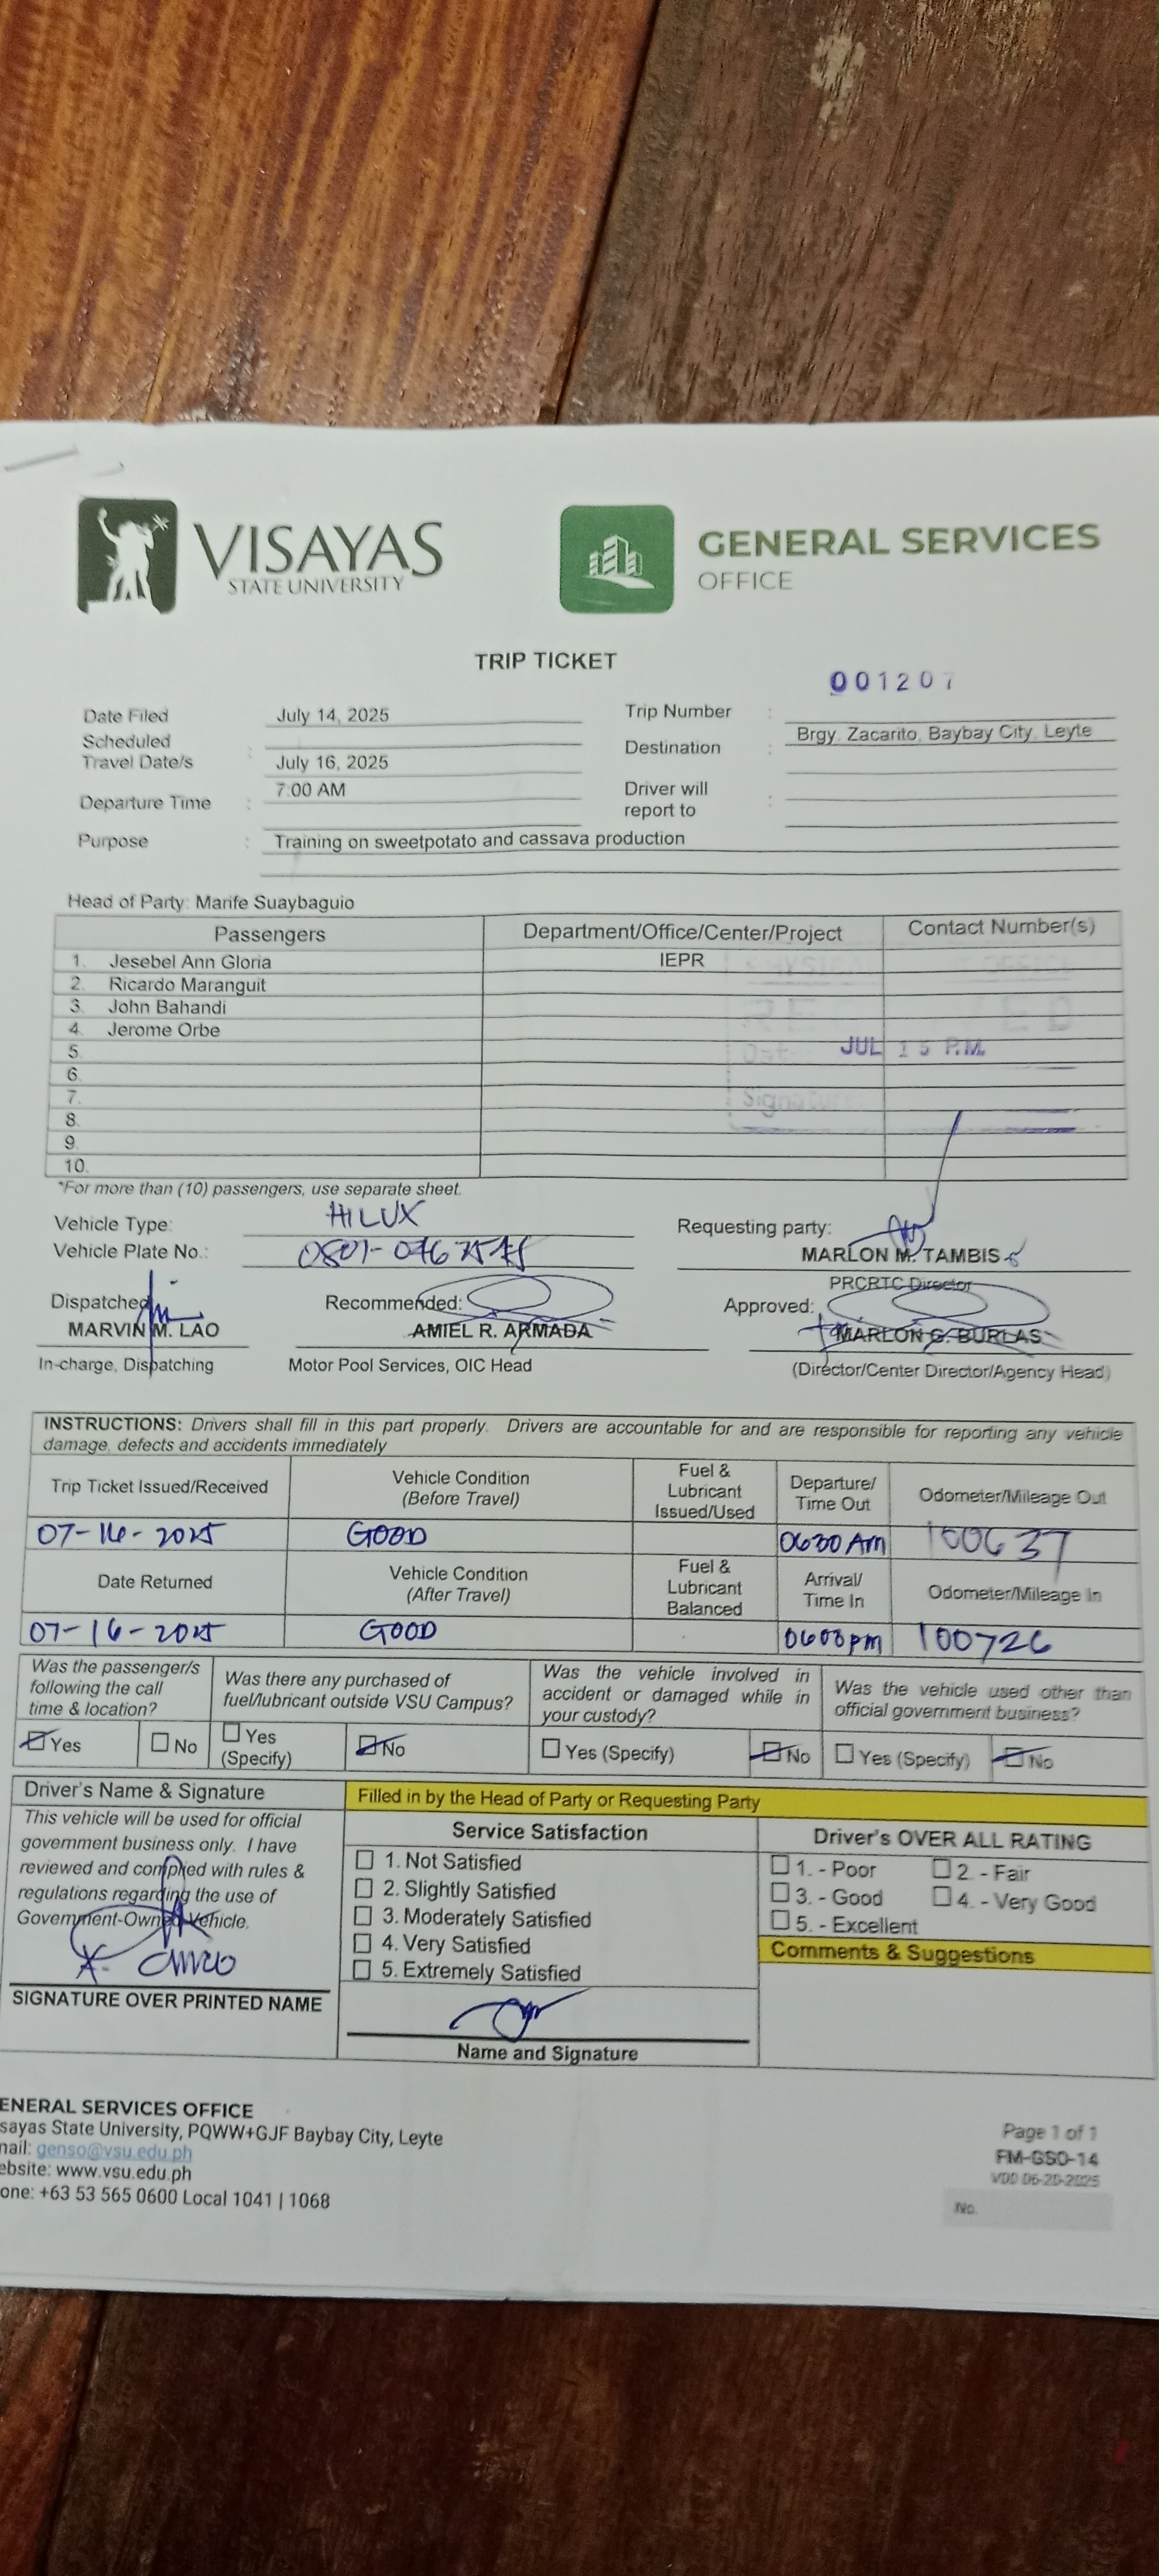 VISAYAS
STATE UNIVERSITY
GENERAL SERVICES
OFFICE
TRIP TICKET
001207
Date Filed July 14, 2025
Trip Number :
Scheduled Travel Date/s : July 16, 2025
Destination : Brgy. Zacarito, Baybay City, Leyte
Departure Time : 7:00 AM
Driver will report to :
Purpose : Training on sweetpotato and cassava production
Head of Party: Marife Suaybaguio
Passengers Department/Office/Center/Project Contact Number(s)
1. Jesebel Ann Gloria IEPR
2. Ricardo Maranguit
3. John Bahandi
4. Jerome Orbe
5.
6.
7.
8.
9.
10.
JUL 15 P.M.
*For more than (10) passengers, use separate sheet.
Vehicle Type: HILUX
Vehicle Plate No.:
Requesting party:
MARLON M. TAMBIS
PRCRTC Director
Dispatched
MARVIN M. LAO
In-charge, Dispatching
Recommended:
AMIEL R. ARMADA
Motor Pool Services, OIC Head
Approved:
MARLON G. BURLAS
(Director/Center Director/Agency Head)
INSTRUCTIONS: Drivers shall fill in this part properly. Drivers are accountable for and are responsible for reporting any vehicle
damage, defects and accidents immediately
Trip Ticket Issued/Received
Vehicle Condition
(Before Travel)
Fuel &
Lubricant
Issued/Used
Departure/
Time Out
Odometer/Mileage Out
07-16-2025 GOOD 100637
Date Returned
Vehicle Condition
(After Travel)
Fuel &
Lubricant
Balanced
Arrival/
Time In
Odometer/Mileage In
07-16-2025 GOOD 100726
Was the passenger/s
following the call
time & location?
Was there any purchased of
fuel/lubricant outside VSU Campus?
Was the vehicle involved in
accident or damaged while in
your custody?
Was the vehicle used other than
official government business?
Yes No
Yes
(Specify) No
Yes (Specify) No
Yes (Specify) No
Driver's Name & Signature
This vehicle will be used for official
government business only. I have
reviewed and complied with rules &
regulations regarding the use of
Government-Owned Vehicle.
SIGNATURE OVER PRINTED NAME
Filled in by the Head of Party or Requesting Party
Service Satisfaction
1. Not Satisfied
2. Slightly Satisfied
3. Moderately Satisfied
4. Very Satisfied
5. Extremely Satisfied
Name and Signature
Driver's OVER ALL RATING
1. - Poor 2. - Fair
3. - Good 4. - Very Good
5. - Excellent
Comments & Suggestions
ENERAL SERVICES OFFICE
sayas State University, PQWW+GJF Baybay City, Leyte
nail: genso@vsu.edu.ph
ebsite: www.vsu.edu.ph
one: +63 53 565 0600 Local 1041 | 1068
Page 1 of 1
FM-GSO-14
V00 06-20-2025
No.